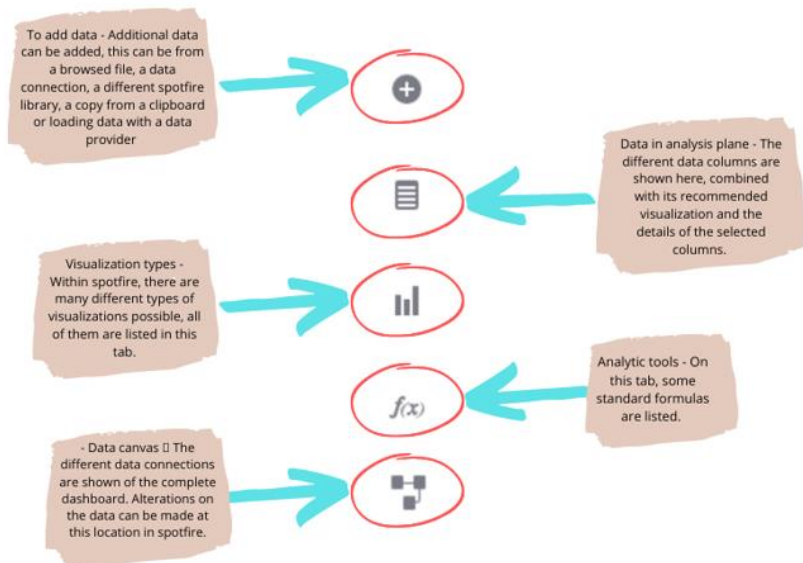 To add data - Additional data
can be added, this can be from
a browsed file, a data
connection, a different spotfire
library, a copy from a clipboard
or loading data with a data
provider
Data in analysis plane - The
different data columns are
shown here, combined
with its recommended
visualization and the
details of the selected
columns.
Visualization types -
Within spotfire, there are
many different types of
visualizations possible, all
of them are listed in this
tab.
Analytic tools - On
this tab, some
standard formulas
are listed.
f(x)
- Data canvas  The
different data connections
are shown of the complete
dashboard. Alterations on
the data can be made at
this location in spotfire.